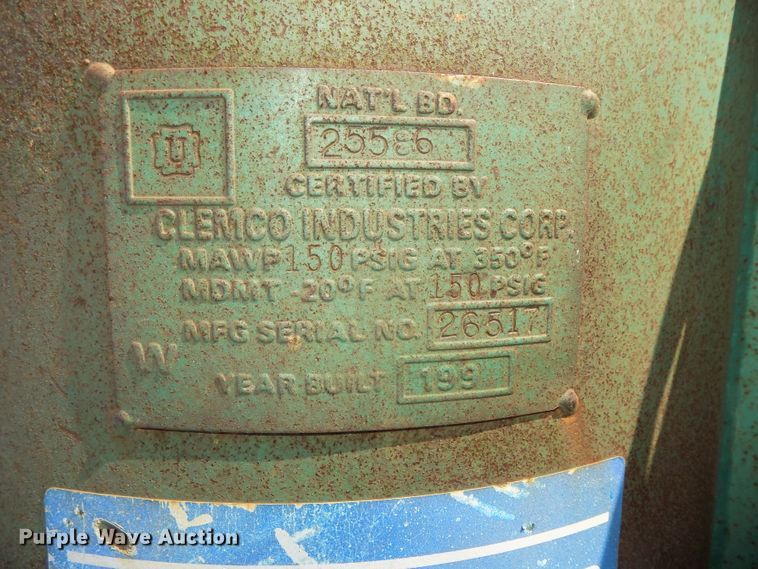 NAT'L BD.
U
25586
CERTIFIED BY
CLEMCO INDUSTRIES CORP.
MAWP 150 PSIG AT 350°F
MDMT -20°F AT 150 PSIG
MFG SERIAL NO. 26517
W
YEAR BUILT 199
Purple Wave Auction®